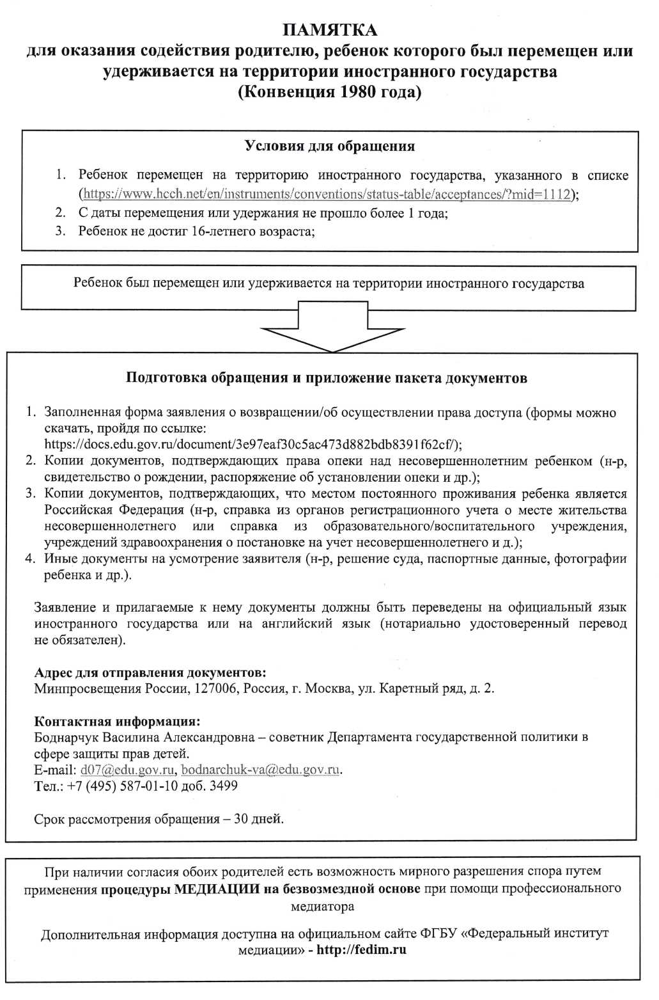 ПАМЯТКА
для оказания содействия родителю, ребенок которого был перемещен или
удерживается на территории иностранного государства
(Конвенция 1980 года)
Условия для обращения
1. Ребенок перемещен на территорию иностранного государства, указанного в списке
(https://www.hcch.net/en/instruments/conventions/status-table/acceptances/?mid=1112);
2. С даты перемещения или удержания не прошло более 1 года;
3. Ребенок не достиг 16-летнего возраста;
Ребенок был перемещен или удерживается на территории иностранного государства
Подготовка обращения и приложение пакета документов
1. Заполненная форма заявления о возвращении/об осуществлении права доступа (формы можно
скачать, пройдя по ссылке:
https://docs.edu.gov.ru/document/3e97eaf30c5ac473d882bdb8391f62cf/);
2. Копии документов, подтверждающих права опеки над несовершеннолетним ребенком (н-р,
свидетельство о рождении, распоряжение об установлении опеки и др.);
3. Копии документов, подтверждающих, что местом постоянного проживания ребенка является
Российская Федерация (н-р, справка из органов регистрационного учета о месте жительства
несовершеннолетнего или справка из образовательного/воспитательного учреждения,
учреждений здравоохранения о постановке на учет несовершеннолетнего и д.);
4. Иные документы на усмотрение заявителя (н-р, решение суда, паспортные данные, фотографии
ребенка и др.).
Заявление и прилагаемые к нему документы должны быть переведены на официальный язык
иностранного государства или на английский язык (нотариально удостоверенный перевод
не обязателен).
Адрес для отправления документов:
Минпросвещения России, 127006, Россия, г. Москва, ул. Каретный ряд, д. 2.
Контактная информация:
Боднарчук Василина Александровна – советник Департамента государственной политики в
сфере защиты прав детей.
E-mail: d07@edu.gov.ru, bodnarchuk-va@edu.gov.ru.
Тел.: +7 (495) 587-01-10 доб. 3499
Срок рассмотрения обращения – 30 дней.
При наличии согласия обоих родителей есть возможность мирного разрешения спора путем
применения процедуры МЕДИАЦИИ на безвозмездной основе при помощи профессионального
медиатора
Дополнительная информация доступна на официальном сайте ФГБУ «Федеральный институт
медиации» - http://fedim.ru